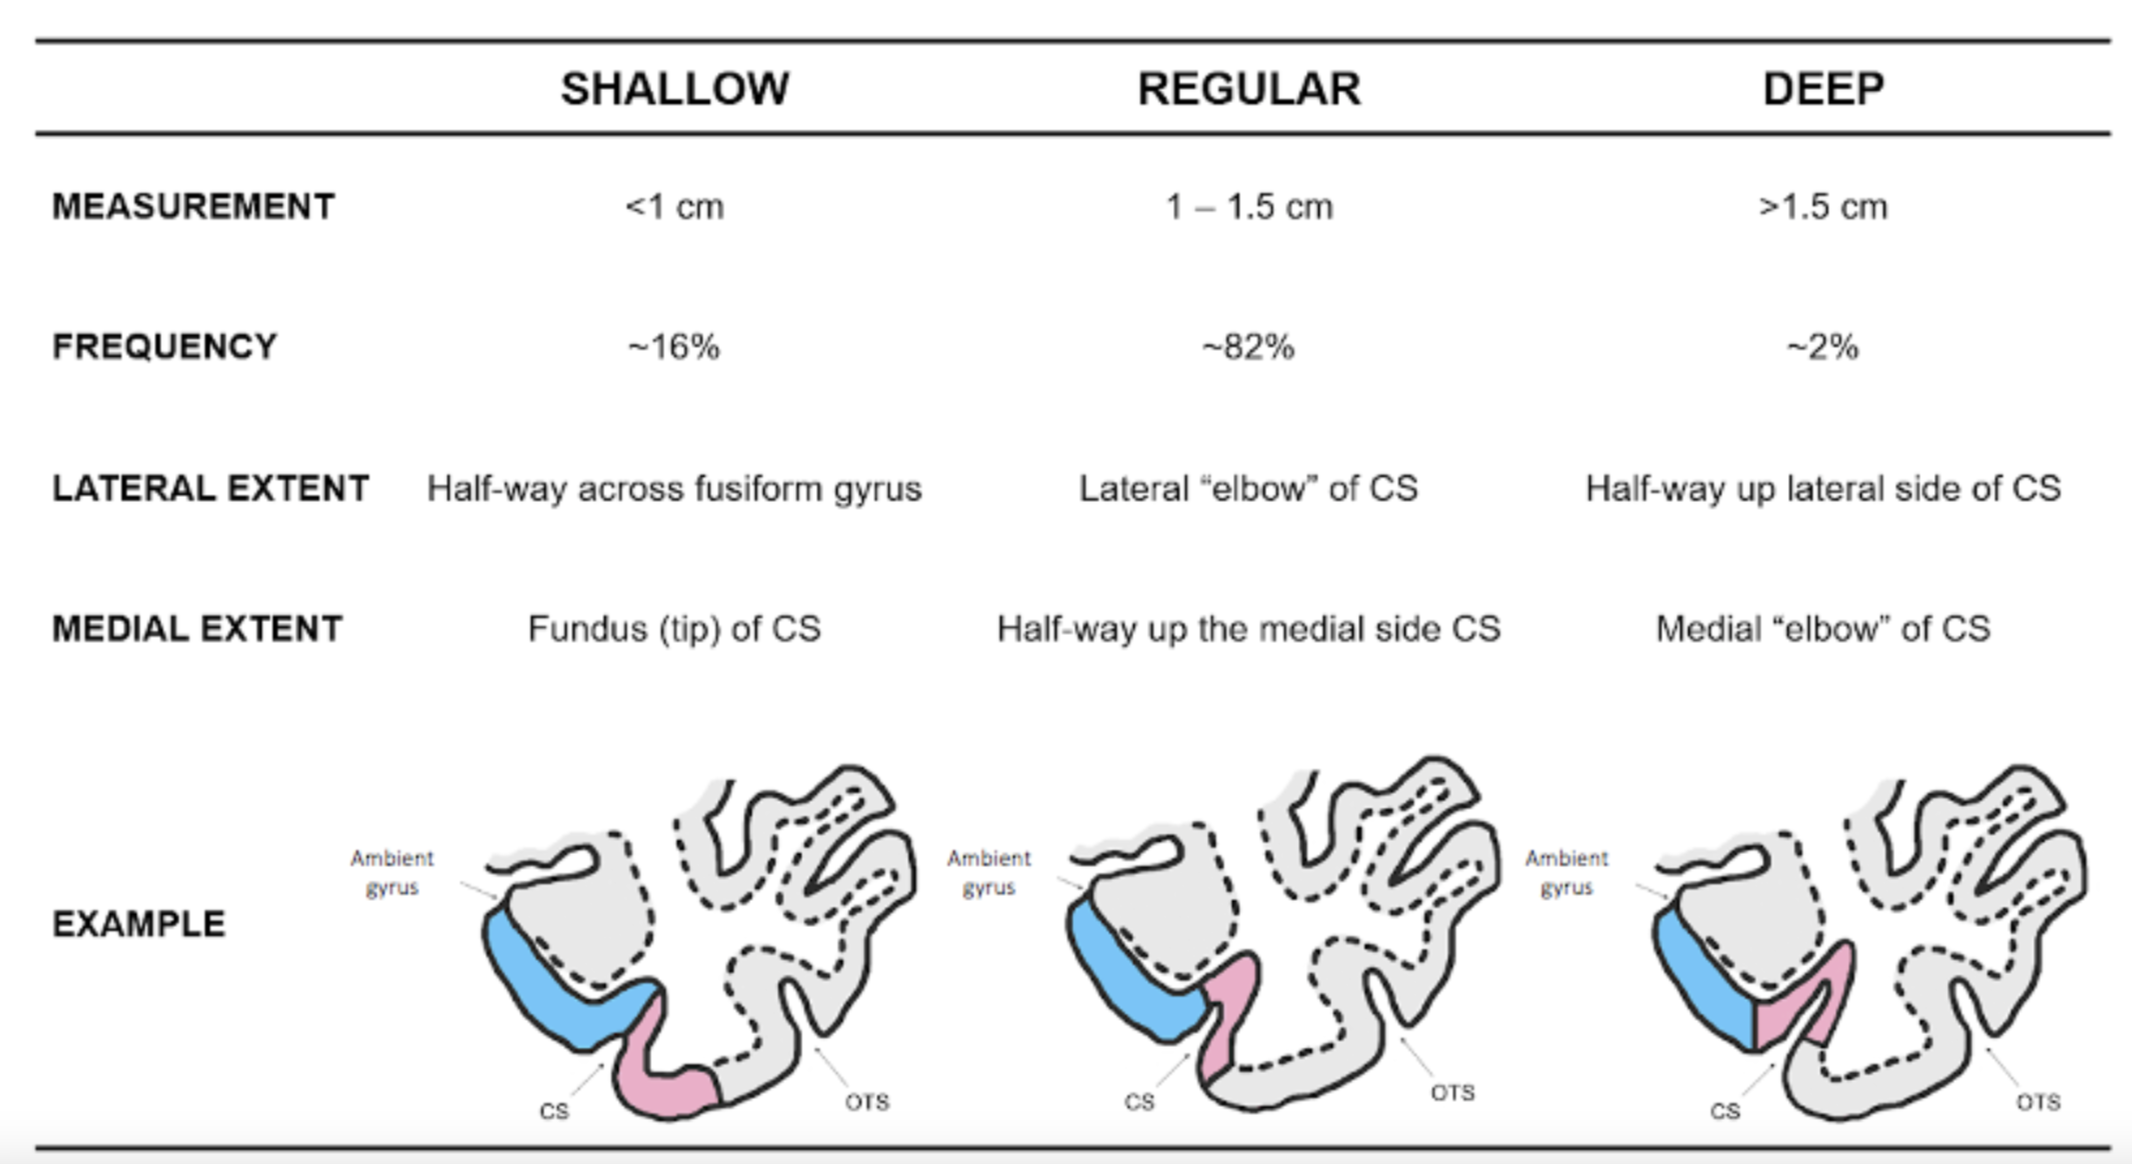 SHALLOW REGULAR DEEP
MEASUREMENT <1 cm 1 – 1.5 cm >1.5 cm
FREQUENCY ~16% ~82% ~2%
LATERAL EXTENT Half-way across fusiform gyrus Lateral “elbow” of CS Half-way up lateral side of CS
MEDIAL EXTENT Fundus (tip) of CS Half-way up the medial side CS Medial “elbow” of CS
EXAMPLE
Ambient
gyrus
CS
OTS
Ambient
gyrus
CS
OTS
Ambient
gyrus
CS
OTS